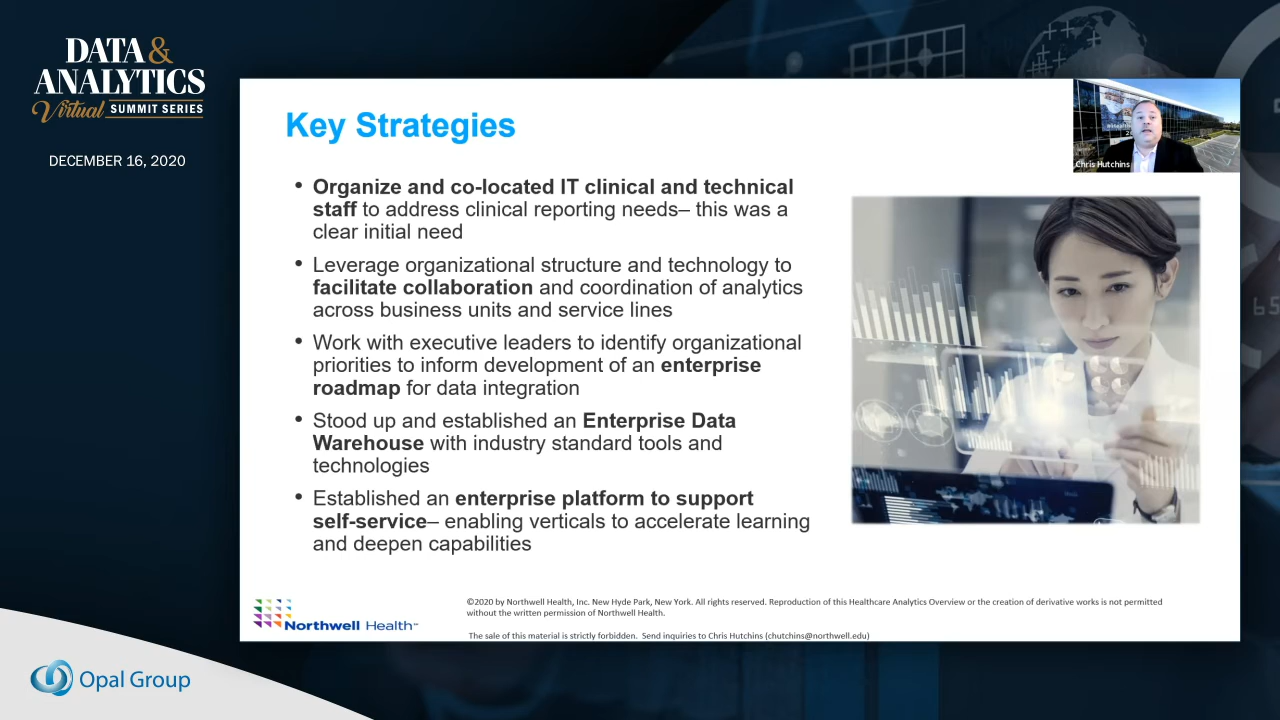 DATA &
ANALYTICS
Virtual SUMMIT SERIES
DECEMBER 16, 2020
Key Strategies
Chris Hutchins
• Organize and co-located IT clinical and technical
staff to address clinical reporting needs– this was a
clear initial need
• Leverage organizational structure and technology to
facilitate collaboration and coordination of analytics
across business units and service lines
• Work with executive leaders to identify organizational
priorities to inform development of an enterprise
roadmap for data integration
• Stood up and established an Enterprise Data
Warehouse with industry standard tools and
technologies
• Established an enterprise platform to support
self-service– enabling verticals to accelerate learning
and deepen capabilities
Northwell Health℠
©2020 by Northwell Health, Inc. New Hyde Park, New York. All rights reserved. Reproduction of this Healthcare Analytics Overview or the creation of derivative works is not permitted
without the written permission of Northwell Health.
The sale of this material is strictly forbidden. Send inquiries to Chris Hutchins (chutchins@northwell.edu)
Opal Group